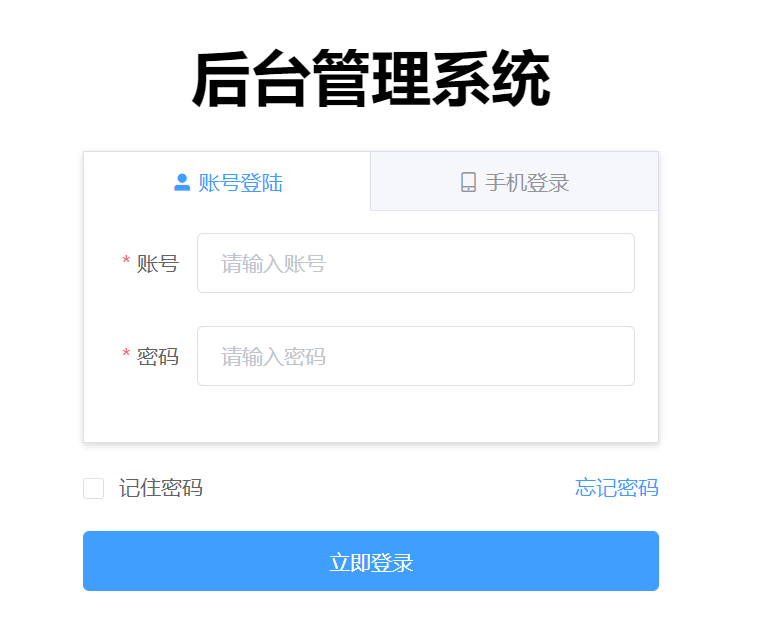 后台管理系统
账号登陆 手机登录
* 账号 请输入账号
* 密码 请输入密码
记住密码 忘记密码
立即登录